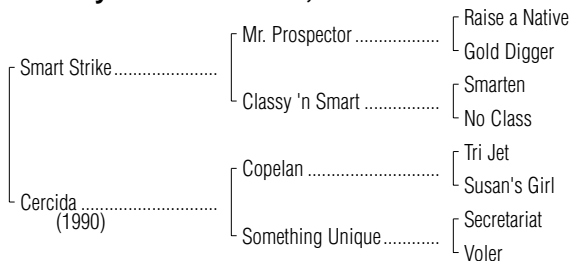 Raise a Native
Mr. Prospector ....................
Gold Digger
Smart Strike.........................
Smarten
Classy 'n Smart ..................
No Class
Tri Jet
Copelan ...............................
Susan's Girl
Cercida .................................
(1990)
Secretariat
Something Unique.............
Voler